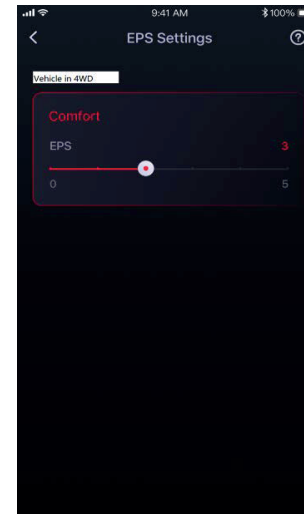 9:41 AM 100%
EPS Settings
Vehicle in 4WD
Comfort
EPS 3
0 5